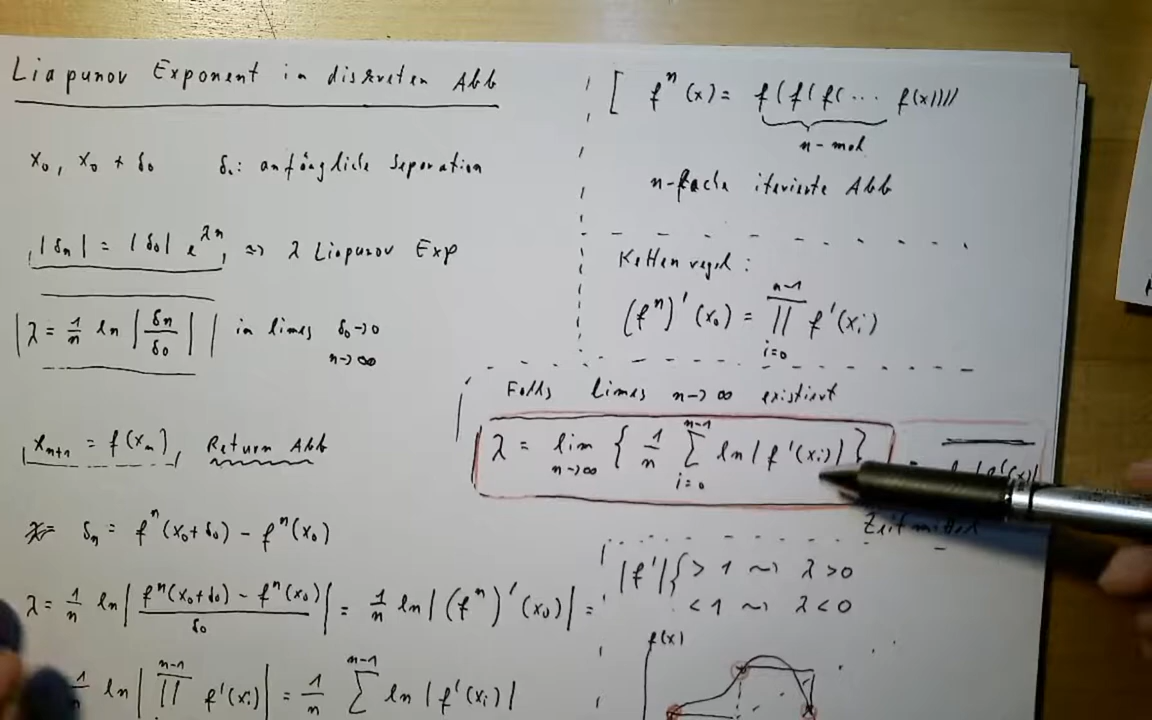 Liapunov Exponent in diskreten Abb
x₀, x₀ + δ₀ δ₀: anfängliche Separation
|δₙ| = |δ₀| e^{λn} ⇝ λ Liapunov Exp
λ = 1/n ln |δₙ/δ₀| in limes δ₀→0
n→∞
xₙ₊₁ = f(xₙ), Return Abb
δₙ = fⁿ(x₀+δ₀) − fⁿ(x₀)
λ = 1/n ln | (fⁿ(x₀+δ₀) − fⁿ(x₀))/δ₀ | = 1/n ln |(fⁿ)'(x₀)| =
1/n ln | ∏^{n-1} f'(xᵢ) | = 1/n ∑^{n-1} ln |f'(xᵢ)|
[ fⁿ(x) = f(f(f(... f(x))))
n-mal
n-fache iterierte Abb
Kettenregel:
(fⁿ)'(x₀) = ∏_{i=0}^{n-1} f'(xᵢ)
Falls limes n→∞ existiert
λ = lim_{n→∞} { 1/n ∑_{i=0}^{n-1} ln |f'(xᵢ)| } =
Zeitmittel
|f'| { > 1 ⇝ λ > 0
< 1 ⇝ λ < 0
f(x)